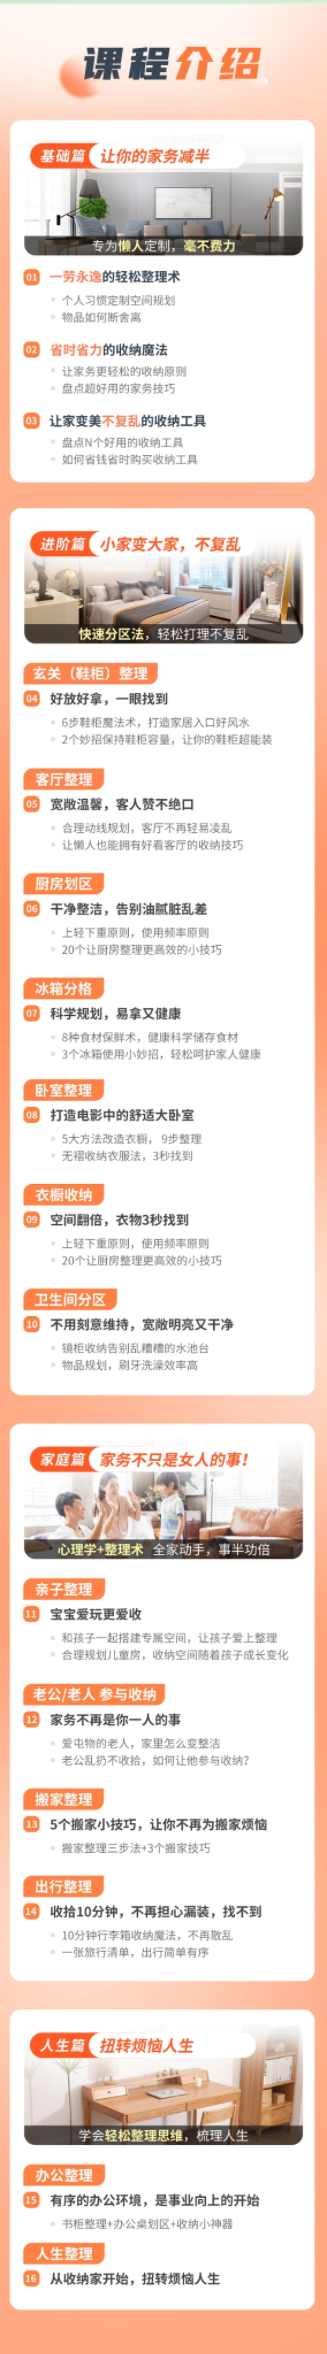 课程介绍
基础篇 让你的家务减半
专为懒人定制，毫不费力
01 一劳永逸的轻松整理术
个人习惯定制空间规划
物品如何断舍离
02 省时省力的收纳魔法
让家务更轻松的收纳原则
盘点超好用的家务技巧
03 让家变美不复乱的收纳工具
盘点N个好用的收纳工具
如何省钱省时购买收纳工具
进阶篇 小家变大家，不复乱
快速分区法，轻松打理不复乱
玄关（鞋柜）整理
04 好放好拿，一眼找到
6步鞋柜魔法术，打造家居入口好风水
2个妙招保持鞋柜容量，让你的鞋柜超能装
客厅整理
05 宽敞温馨，客人赞不绝口
合理动线规划，客厅不再轻易凌乱
让懒人也能拥有好看客厅的收纳技巧
厨房划区
06 干净整洁，告别油腻脏乱差
上轻下重原则，使用频率原则
20个让厨房整理更高效的小技巧
冰箱分格
07 科学规划，易拿又健康
8种食材保鲜术，健康科学储存食材
3个冰箱使用小妙招，轻松呵护家人健康
卧室整理
08 打造电影中的舒适大卧室
5大方法改造衣橱，9步整理
无褶收纳衣服法，3秒找到
衣橱收纳
09 空间翻倍，衣物3秒找到
上轻下重原则，使用频率原则
20个让厨房整理更高效的小技巧
卫生间分区
10 不用刻意维持，宽敞明亮又干净
镜柜收纳告别乱糟糟的水池台
物品规划，刷牙洗澡效率高
家庭篇 家务不只是女人的事！
心理学+整理术 全家动手，事半功倍
亲子整理
11 宝宝爱玩更爱收
和孩子一起搭建专属空间，让孩子爱上整理
合理规划儿童房，收纳空间随着孩子成长变化
老公/老人 参与收纳
12 家务不再是你一人的事
爱屯物的老人，家里怎么变整洁
老公乱扔不收拾，如何让他参与收纳？
搬家整理
13 5个搬家小技巧，让你不再为搬家烦恼
搬家整理三步法+3个搬家技巧
出行整理
14 收拾10分钟，不再担心漏装，找不到
10分钟行李箱收纳魔法，不再散乱
一张旅行清单，出行简单有序
人生篇 扭转烦恼人生
学会轻松整理思维，梳理人生
办公整理
15 有序的办公环境，是事业向上的开始
书柜整理+办公桌划区+收纳小神器
人生整理
16 从收纳家开始，扭转烦恼人生